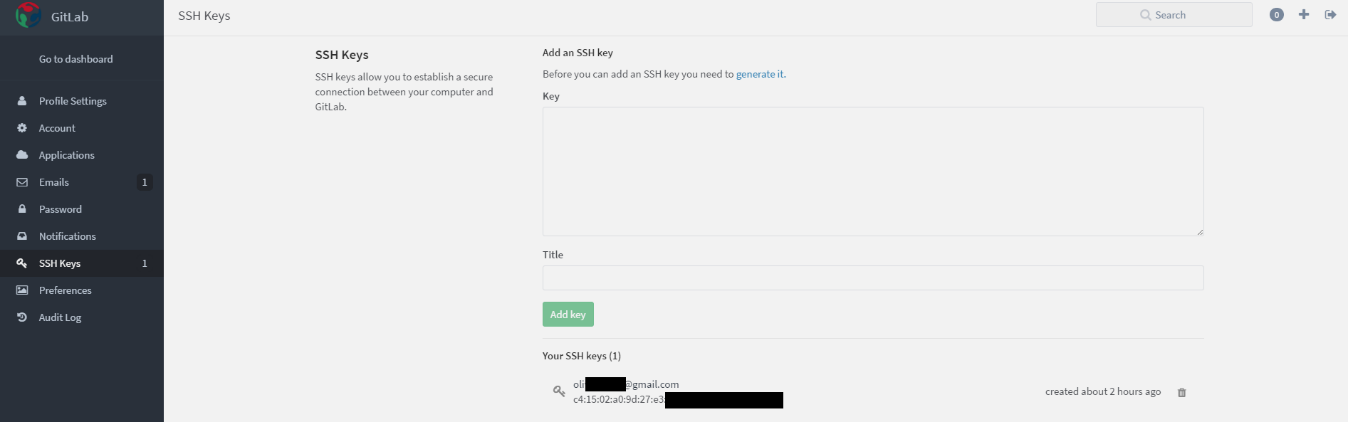 GitLab
SSH Keys
Search
0
Go to dashboard
Profile Settings
Account
Applications
Emails 1
Password
Notifications
SSH Keys 1
Preferences
Audit Log
SSH Keys
SSH keys allow you to establish a secure
connection between your computer and
GitLab.
Add an SSH key
Before you can add an SSH key you need to generate it.
Key
Title
Add key
Your SSH keys (1)
oli @gmail.com
c4:15:02:a0:9d:27:e3:
created about 2 hours ago